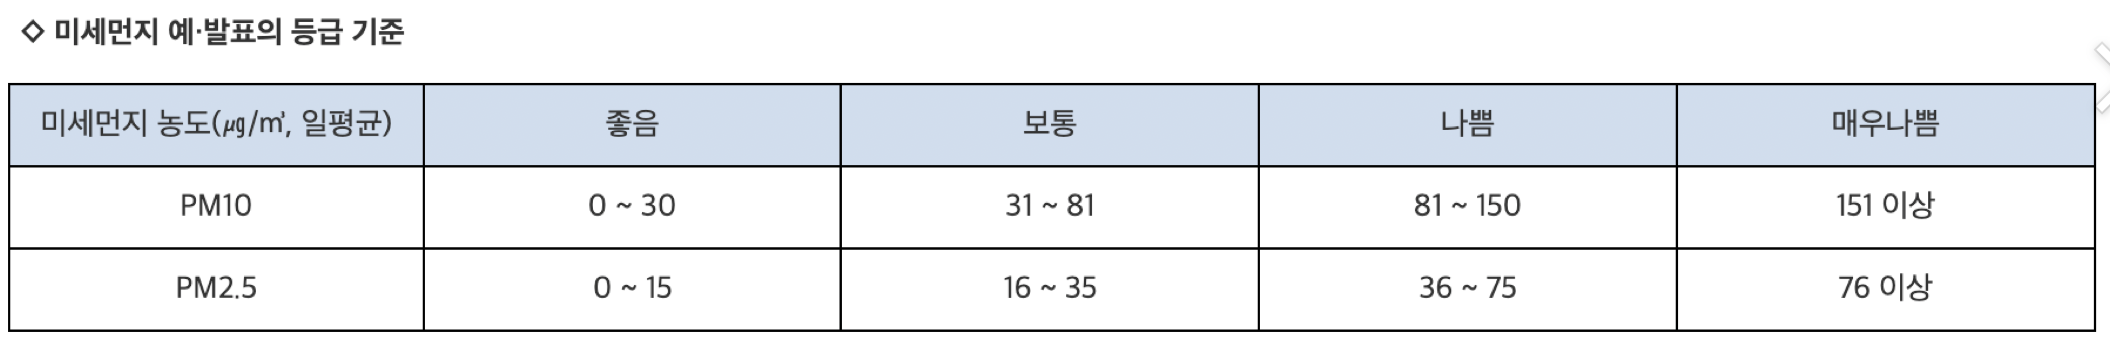 ◇ 미세먼지 예·발표의 등급 기준
미세먼지 농도(㎍/㎥, 일평균) 좋음 보통 나쁨 매우나쁨
PM10 0 ~ 30 31 ~ 81 81 ~ 150 151 이상
PM2.5 0 ~ 15 16 ~ 35 36 ~ 75 76 이상